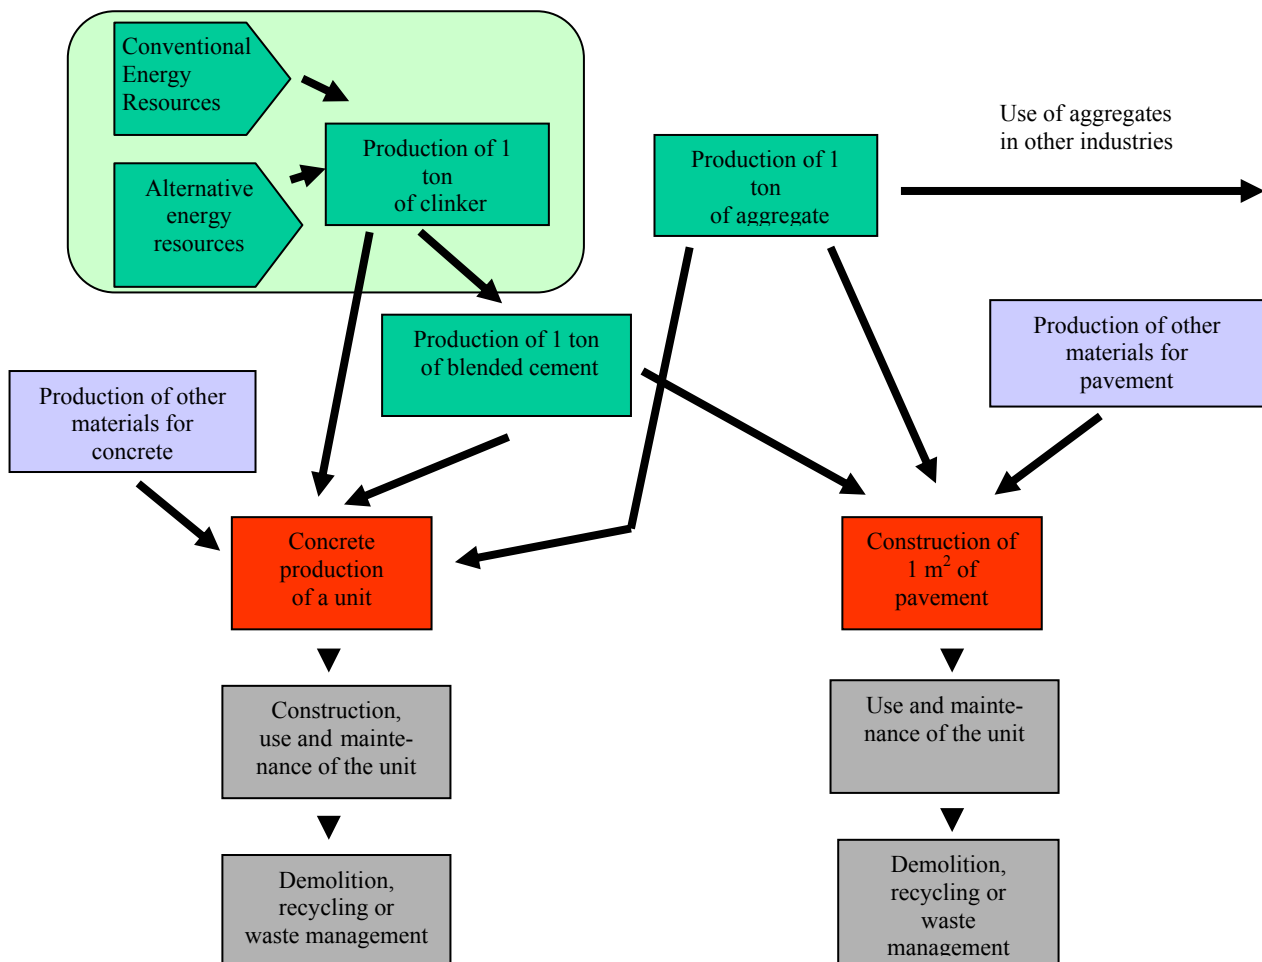 Conventional
Energy
Resources
Alternative
energy
resources
Production of 1
ton
of clinker
Production of 1
ton
of aggregate
Use of aggregates
in other industries
Production of 1 ton
of blended cement
Production of other
materials for
pavement
Production of other
materials for
concrete
Concrete
production
of a unit
Construction of
1 m² of
pavement
Construction,
use and mainte-
nance of the unit
Use and mainte-
nance of the unit
Demolition,
recycling or
waste management
Demolition,
recycling or
waste
management